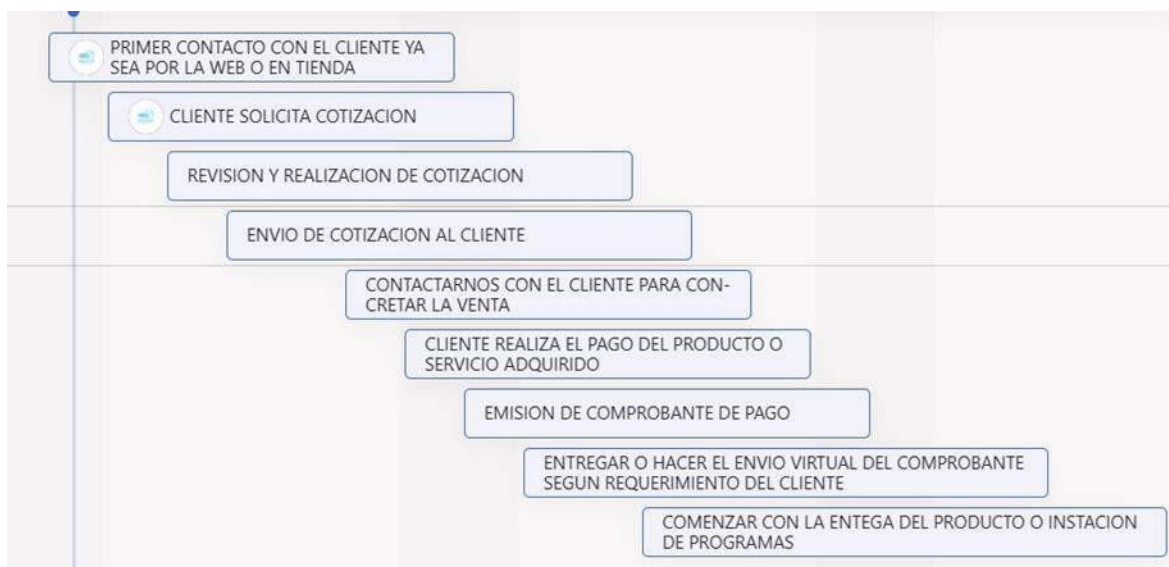 PRIMER CONTACTO CON EL CLIENTE YA
SEA POR LA WEB O EN TIENDA
CLIENTE SOLICITA COTIZACION
REVISION Y REALIZACION DE COTIZACION
ENVIO DE COTIZACION AL CLIENTE
CONTACTARNOS CON EL CLIENTE PARA CON-
CRETAR LA VENTA
CLIENTE REALIZA EL PAGO DEL PRODUCTO O
SERVICIO ADQUIRIDO
EMISION DE COMPROBANTE DE PAGO
ENTREGAR O HACER EL ENVIO VIRTUAL DEL COMPROBANTE
SEGUN REQUERIMIENTO DEL CLIENTE
COMENZAR CON LA ENTEGA DEL PRODUCTO O INSTACION
DE PROGRAMAS